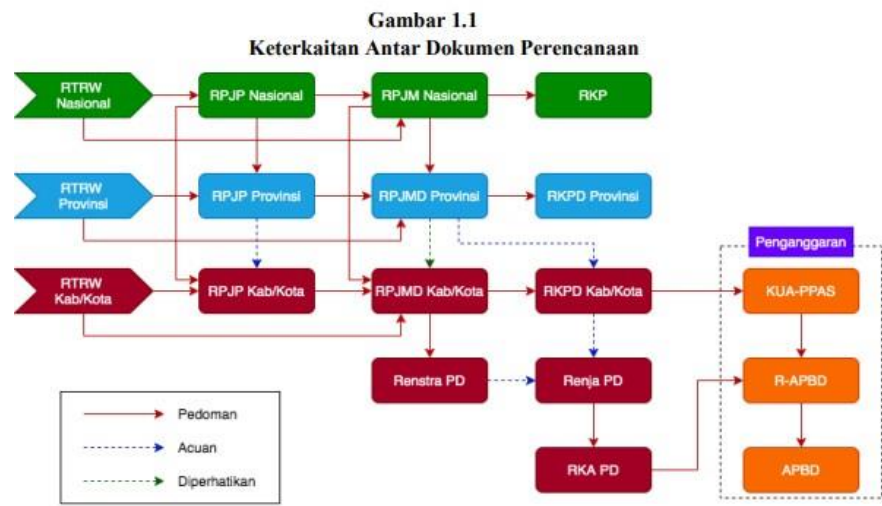 Gambar 1.1
Keterkaitan Antar Dokumen Perencanaan
RTRW
Nasional
RPJP Nasional
RPJM Nasional
RKP
RTRW
Provinsi
RPJP Provinsi
RPJMD Provinsi
RKPD Provinsi
Penganggaran
RTRW
Kab/Kota
RPJP Kab/Kota
RPJMD Kab/Kota
RKPD Kab/Kota
KUA-PPAS
Renstra PD
Renja PD
R-APBD
Pedoman
Acuan
Diperhatikan
RKA PD
APBD